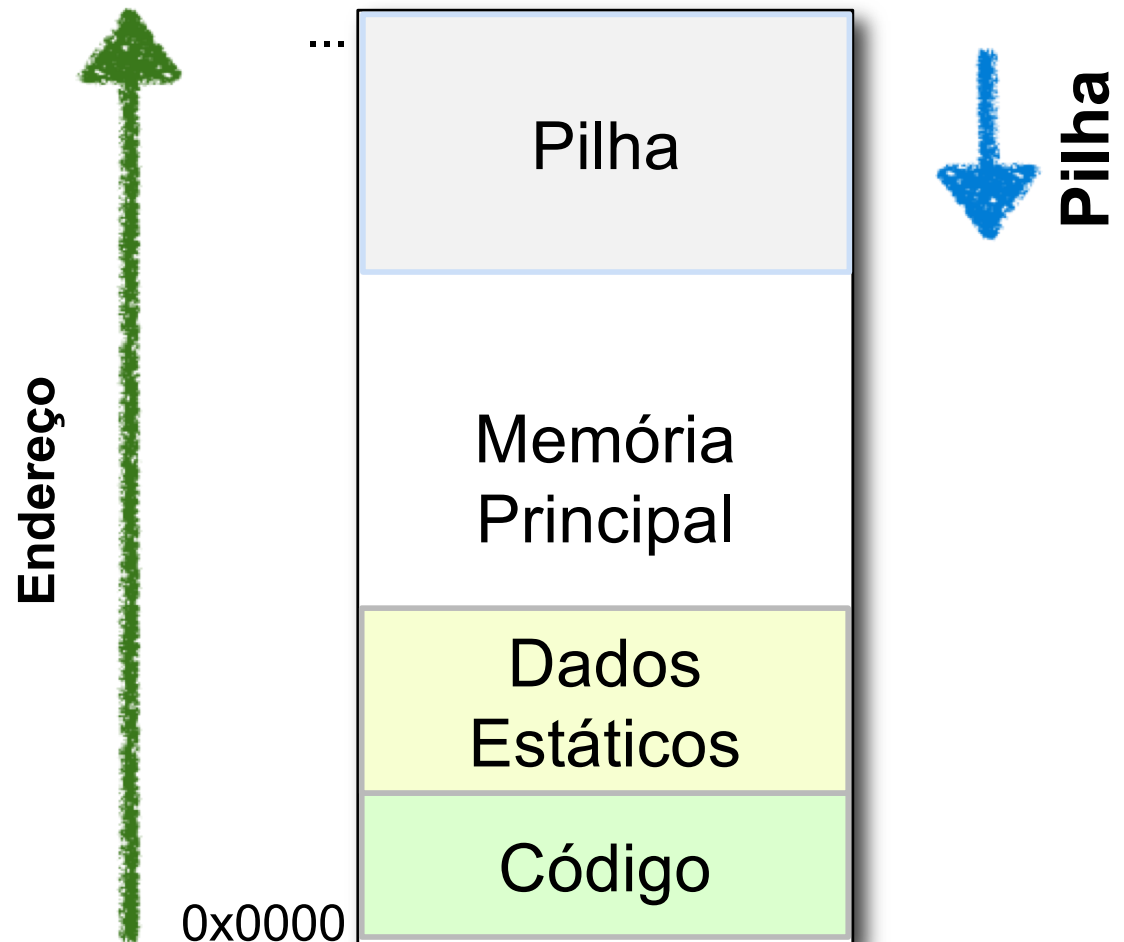 ...
Pilha
Pilha
Endereço
Memória
Principal
Dados
Estáticos
Código
0x0000